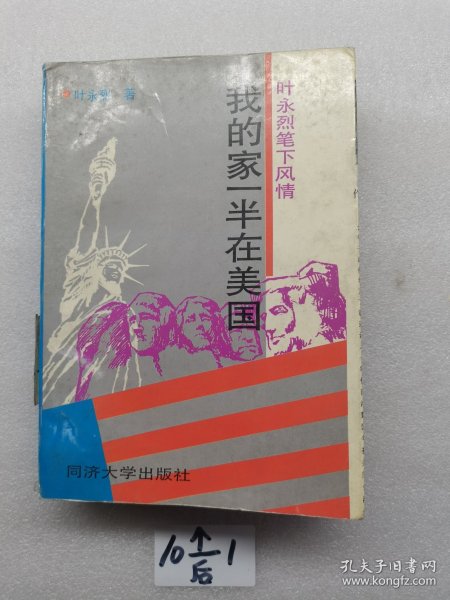 叶永烈 著
叶永烈笔下风情
我的家一半在美国
同济大学出版社
10个1
后
孔夫子旧书网
www.kongfz.com